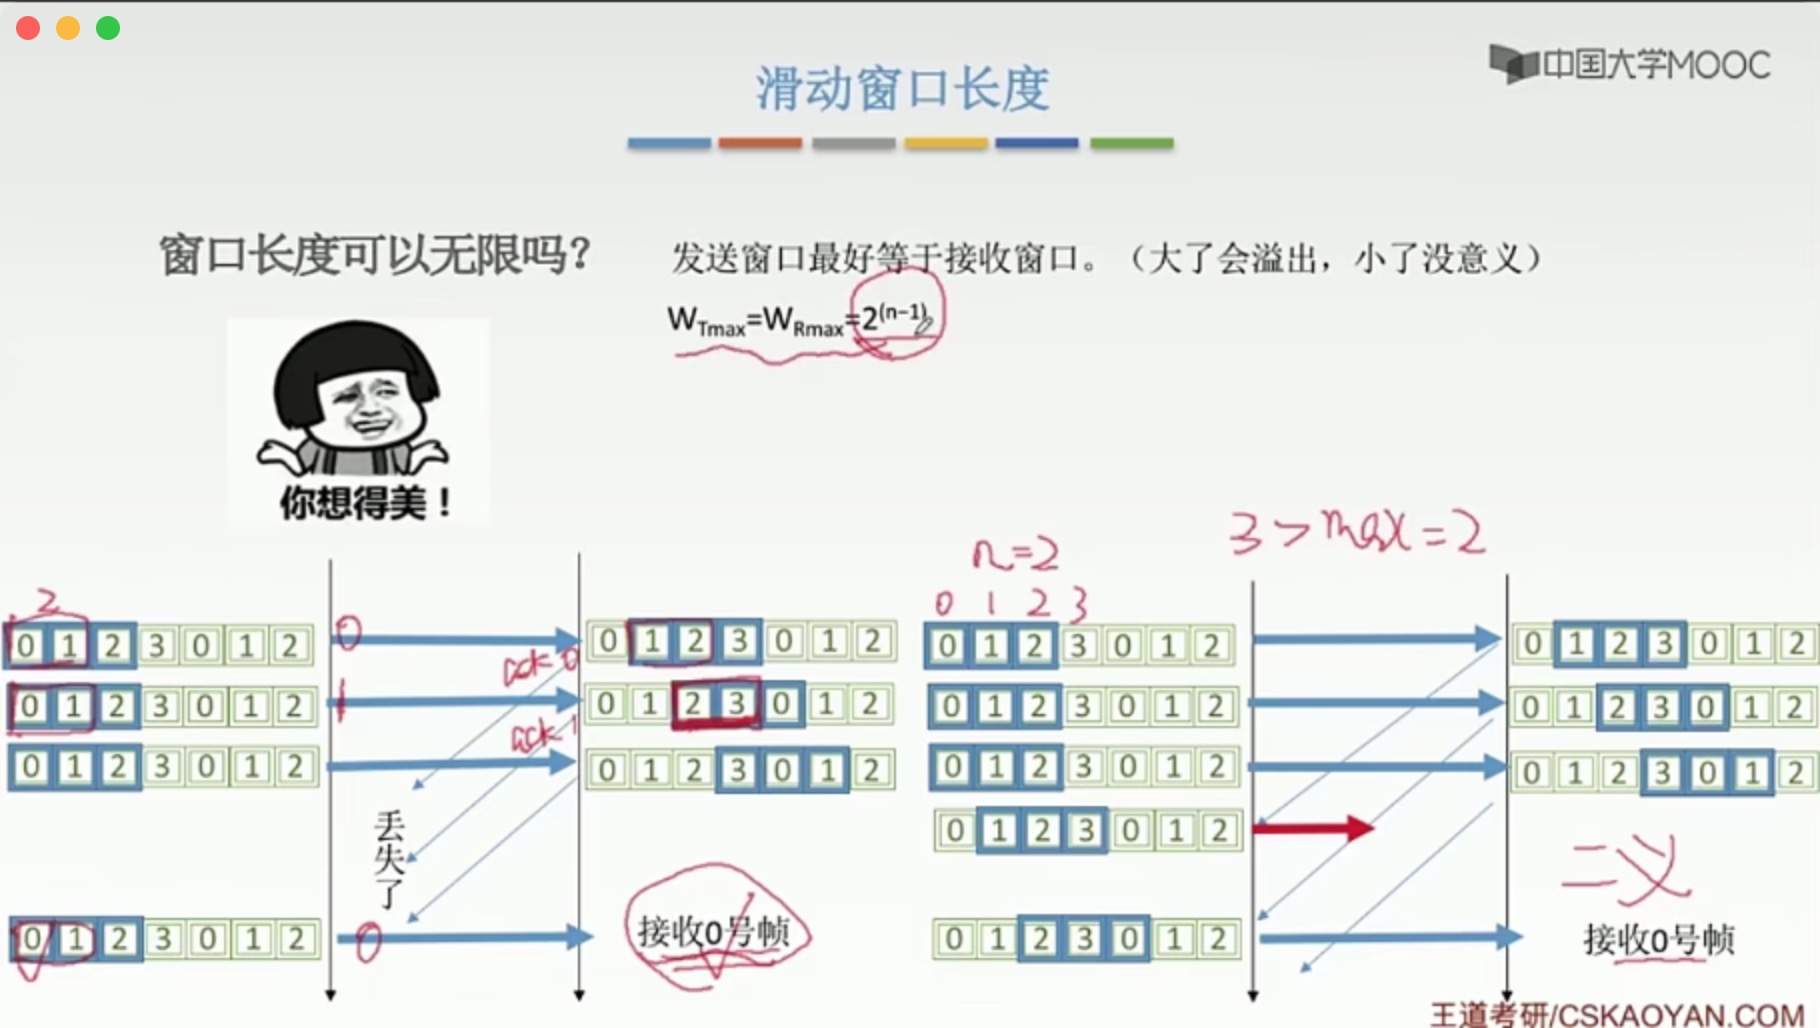 中国大学MOOC
滑动窗口长度
窗口长度可以无限吗?
发送窗口最好等于接收窗口。（大了会溢出，小了没意义）
WTmax=WRmax=2(n−1)
你想得美！
n=2
3>max=2
2
0 1 2 3
0 1 2 3 0 1 2
0
0 1 2 3 0 1 2
0 1 2 3 0 1 2
0 1 2 3 0 1 2
ack 0
0 1 2 3 0 1 2
1
0 1 2 3 0 1 2
0 1 2 3 0 1 2
0 1 2 3 0 1 2
ack 1
0 1 2 3 0 1 2
0 1 2 3 0 1 2
0 1 2 3 0 1 2
0 1 2 3 0 1 2
丢失了
0 1 2 3 0 1 2
二义
0 1 2 3 0 1 2
0
接收0号帧
0 1 2 3 0 1 2
接收0号帧
王道考研/CSKAOYAN.COM